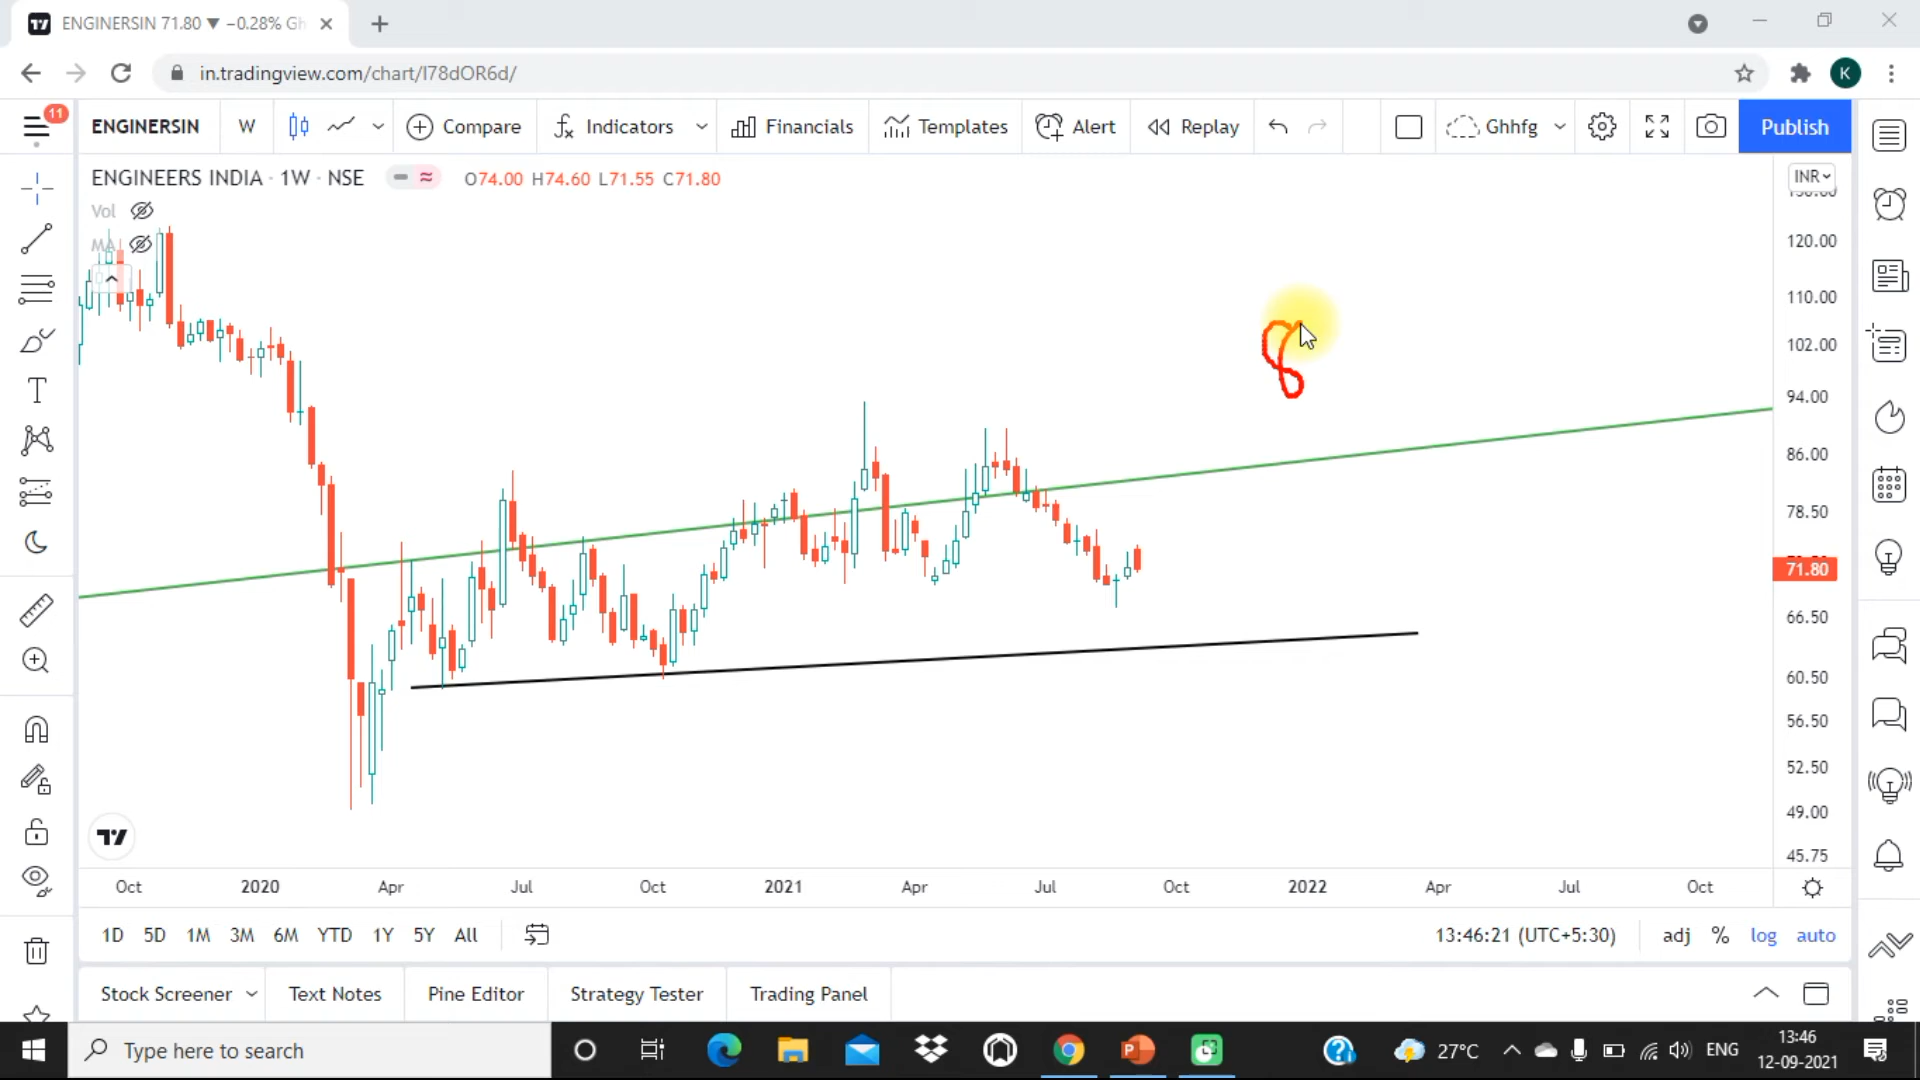 ENGINERSIN 71.80 ▼ −0.28% Gh
in.tradingview.com/chart/I78dOR6d/
K
11
ENGINERSIN W Compare Indicators Financials Templates Alert Replay Ghhfg Publish
ENGINEERS INDIA · 1W · NSE O74.00 H74.60 L71.55 C71.80
INR
Vol
MA
120.00
110.00
8
102.00
94.00
86.00
78.50
71.80
66.50
60.50
56.50
52.50
49.00
45.75
Oct 2020 Apr Jul Oct 2021 Apr Jul Oct 2022 Apr Jul Oct
1D 5D 1M 3M 6M YTD 1Y 5Y All 13:46:21 (UTC+5:30) adj % log auto
Stock Screener Text Notes Pine Editor Strategy Tester Trading Panel
Type here to search
27°C ENG
13:46
12-09-2021